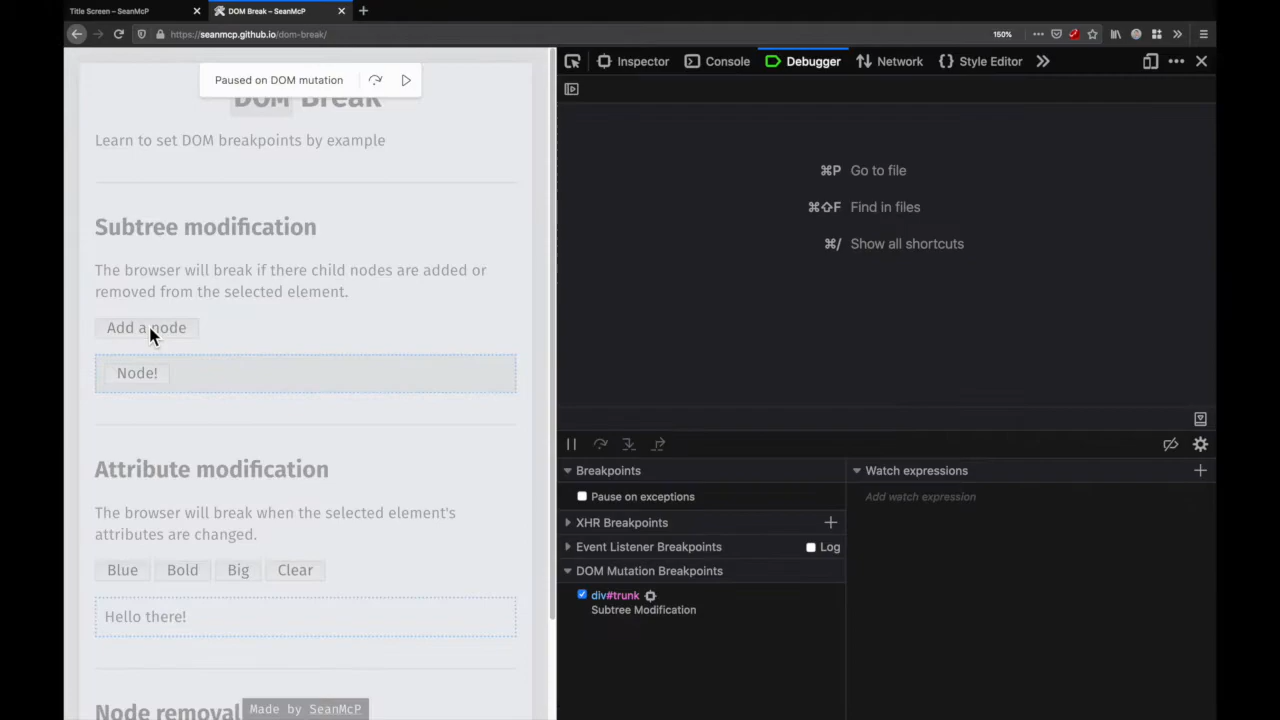 Title Screen – SeanMcP
DOM Break – SeanMcP
https://seanmcp.github.io/dom-break/
150%
Paused on DOM mutation
DOM Break
Learn to set DOM breakpoints by example
Subtree modification
The browser will break if there child nodes are added or
removed from the selected element.
Add a node
Node!
Attribute modification
The browser will break when the selected element's
attributes are changed.
Blue Bold Big Clear
Hello there!
Node removal
Made by SeanMcP
Inspector Console Debugger Network {} Style Editor
⌘P Go to file
⌘⇧F Find in files
⌘/ Show all shortcuts
Breakpoints
Pause on exceptions
XHR Breakpoints
Event Listener Breakpoints Log
DOM Mutation Breakpoints
div#trunk
Subtree Modification
Watch expressions
Add watch expression